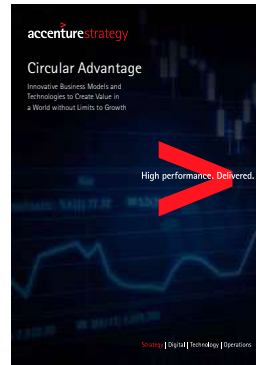 accenturestrategy
Circular Advantage
Innovative Business Models and
Technologies to Create Value in
a World without Limits to Growth
High performance. Delivered.
Strategy | Digital | Technology | Operations